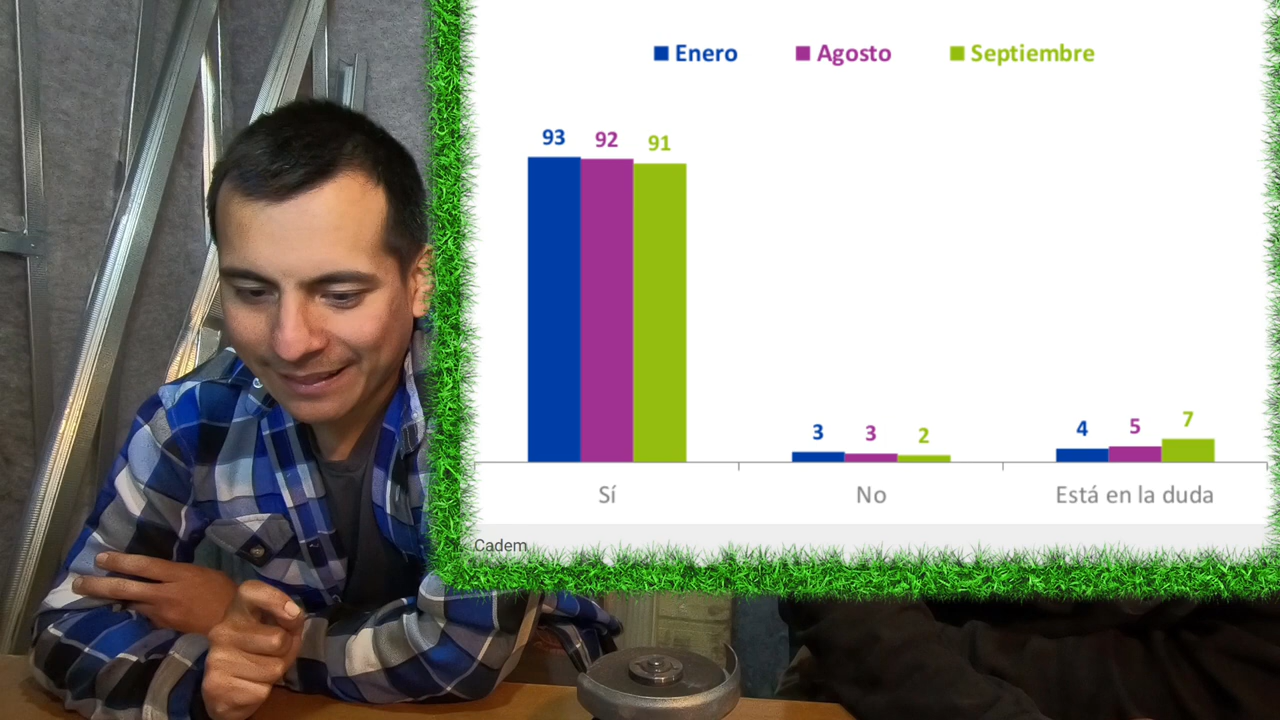 Enero Agosto Septiembre
93 92 91
3 3 2
4 5 7
Sí No Está en la duda
Cadem